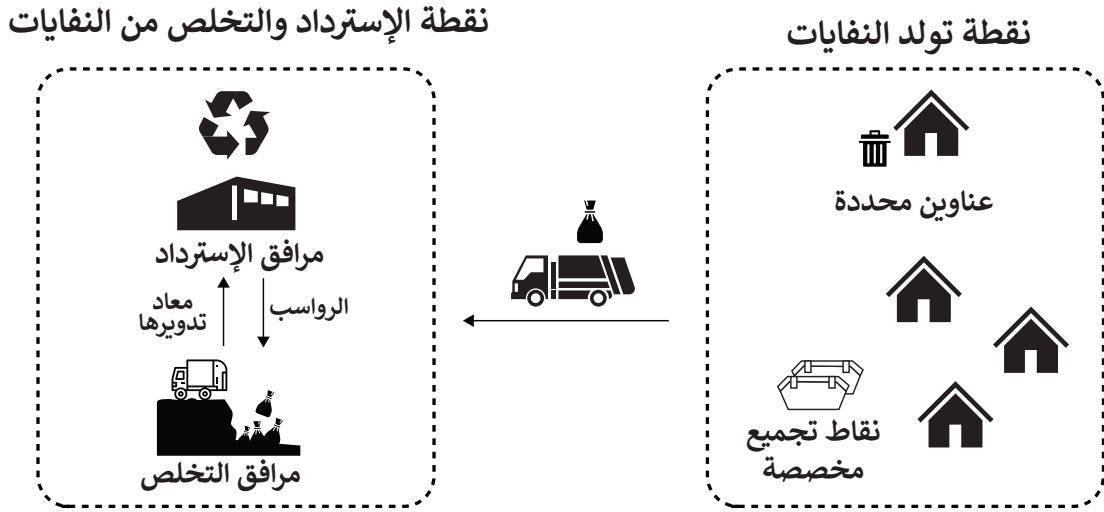 نقطة تولد النفايات
عناوين محددة
نقاط تجميع
مخصصة
نقطة الإسترداد والتخلص من النفايات
مرافق الإسترداد
الرواسب
معاد
تدويرها
مرافق التخلص